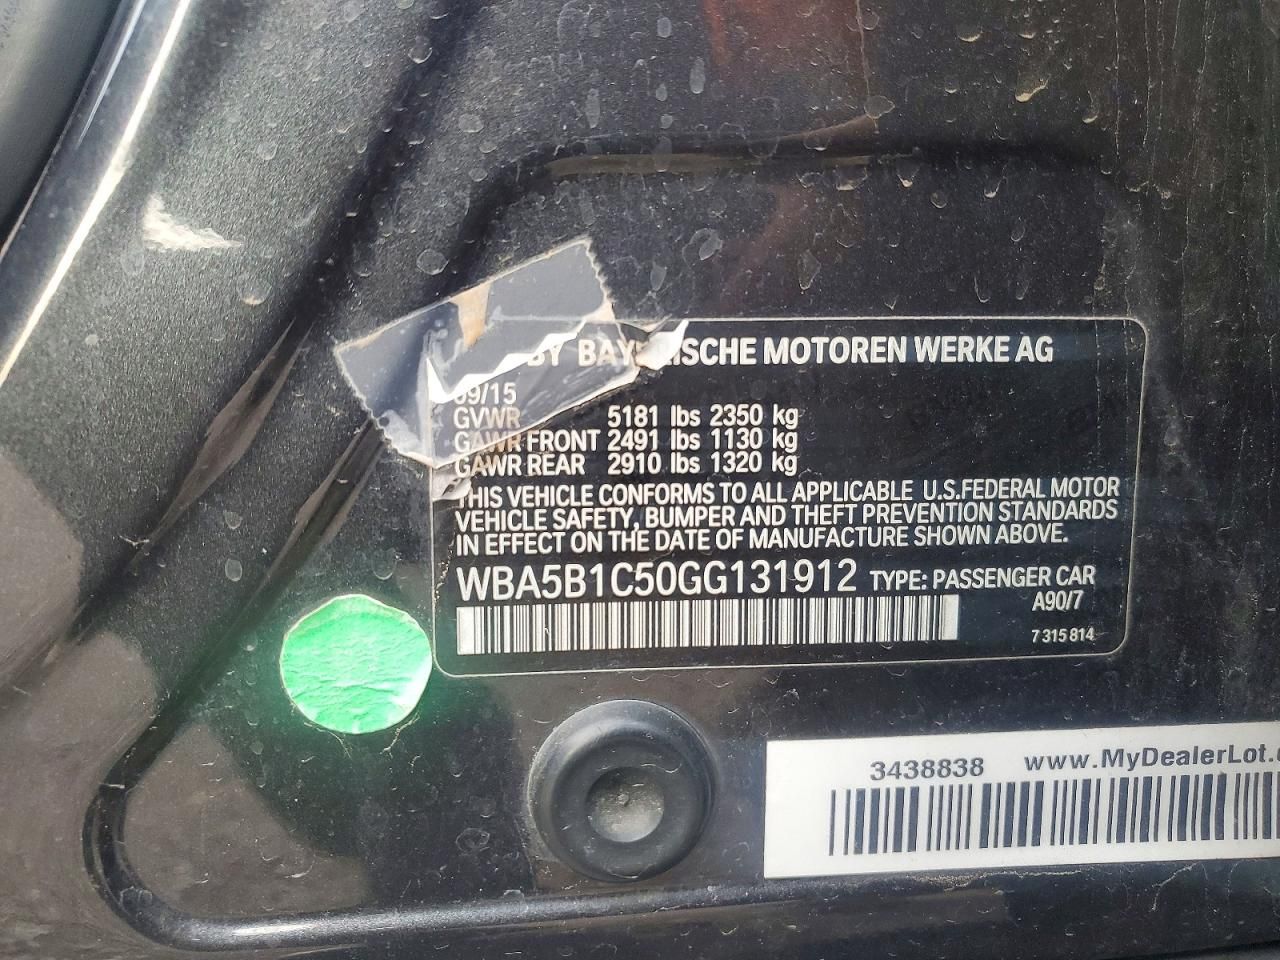 BY BAYERISCHE MOTOREN WERKE AG
09/15
GVWR 5181 lbs 2350 kg
GAWR FRONT 2491 lbs 1130 kg
GAWR REAR 2910 lbs 1320 kg
THIS VEHICLE CONFORMS TO ALL APPLICABLE U.S.FEDERAL MOTOR
VEHICLE SAFETY, BUMPER AND THEFT PREVENTION STANDARDS
IN EFFECT ON THE DATE OF MANUFACTURE SHOWN ABOVE.
WBA5B1C50GG131912 TYPE: PASSENGER CAR
A90/7
7 315 814
3438838 www.MyDealerLot.c